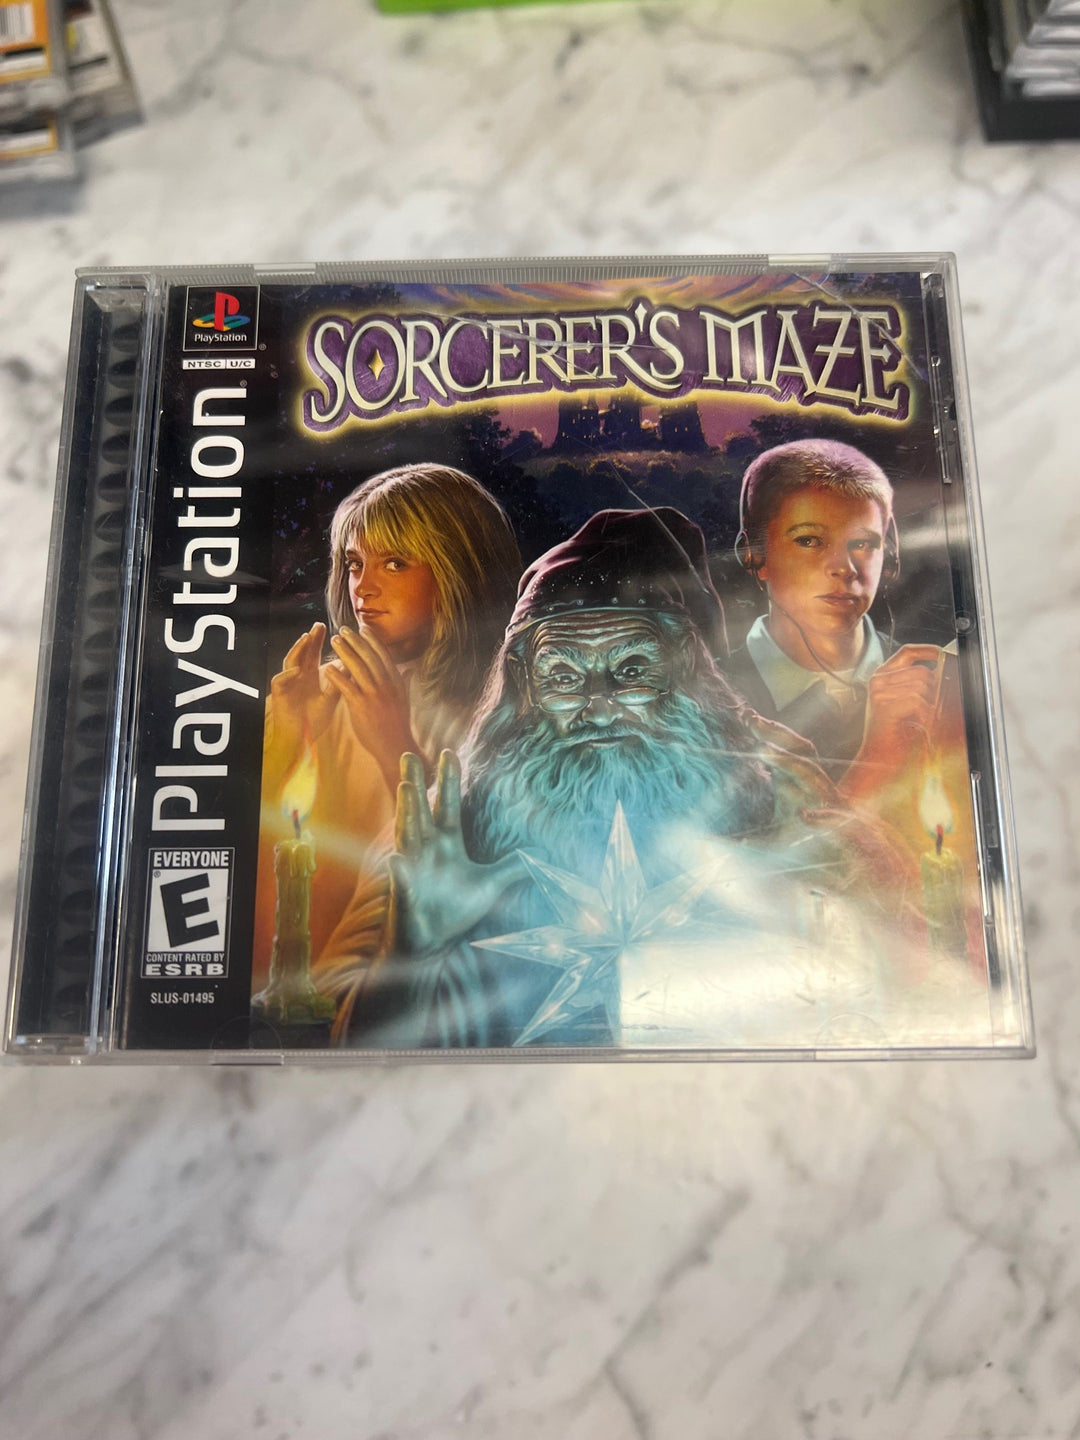 PlayStation
NTSC U/C
PlayStation
SORCERER'S MAZE
EVERYONE
E
CONTENT RATED BY
ESRB
SLUS-01495